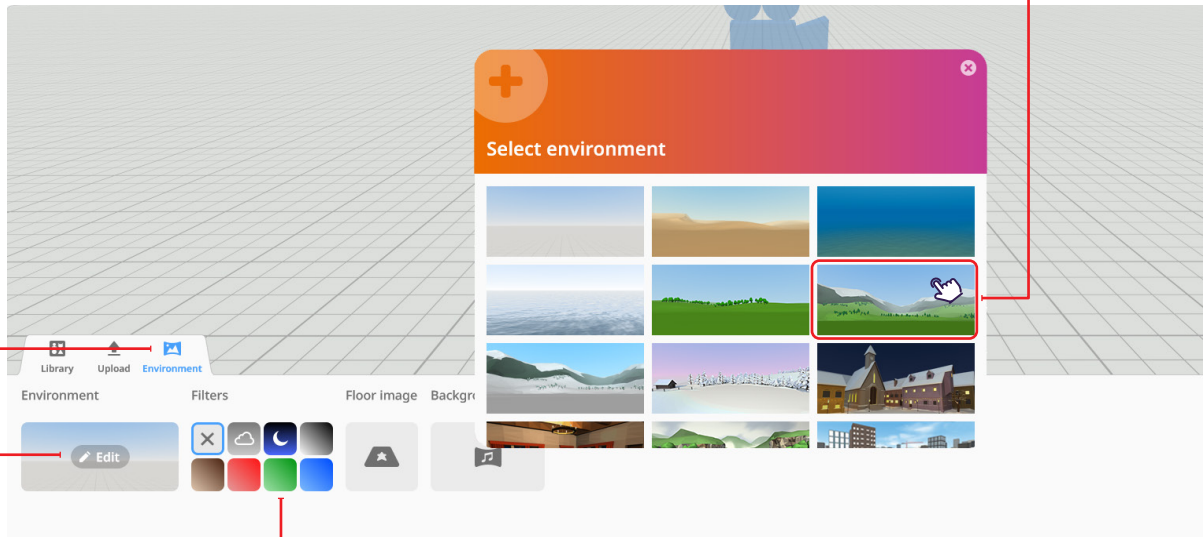 Select environment
Library
Upload
Environment
Environment
Filters
Floor image
Backgr
Edit